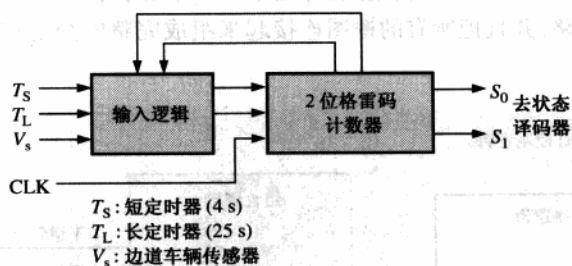 T_S
T_L
V_s
CLK
输入逻辑
2 位格雷码
计数器
S_0
S_1
去状态
译码器
T_S: 短定时器 (4 s)
T_L: 长定时器 (25 s)
V_s: 边道车辆传感器